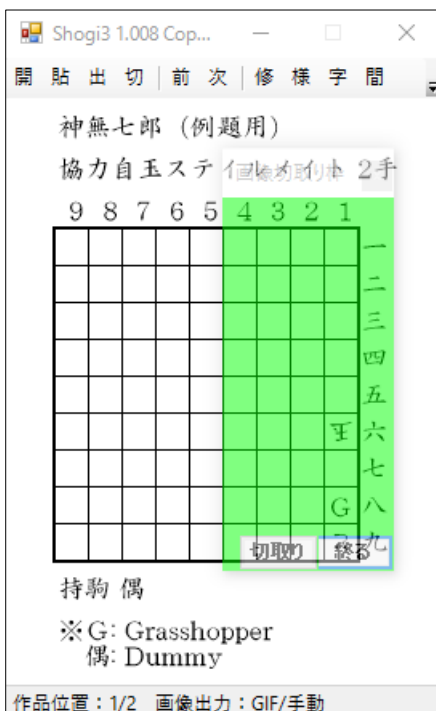 Shogi3 1.008 Cop...
開 貼 出 切 前 次 修 様 字 間
神無七郎 (例題用)
協力自玉ステイルメイト 2手
画像切取り枠
9 8 7 6 5 4 3 2 1
一
二
三
四
五
王 六
七
G 八
九
切取り 終る
持駒 偶
※G: Grasshopper
偶: Dummy
作品位置:1/2 画像出力:GIF/手動